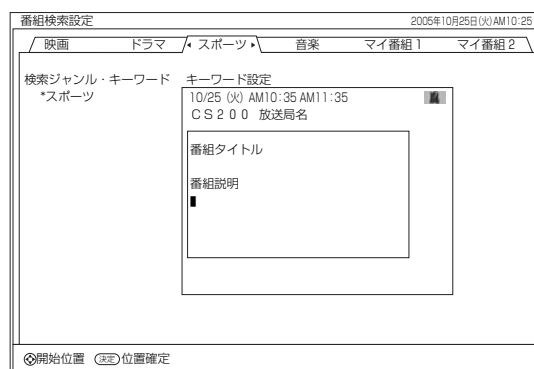 番組検索設定 2005年10月25日(火)AM10:25
映画 ドラマ スポーツ 音楽 マイ番組1 マイ番組2
検索ジャンル・キーワード キーワード設定
*スポーツ
10/25 (火) AM10:35 AM11:35
CS200 放送局名
番組タイトル
番組説明
開始位置 決定 位置確定